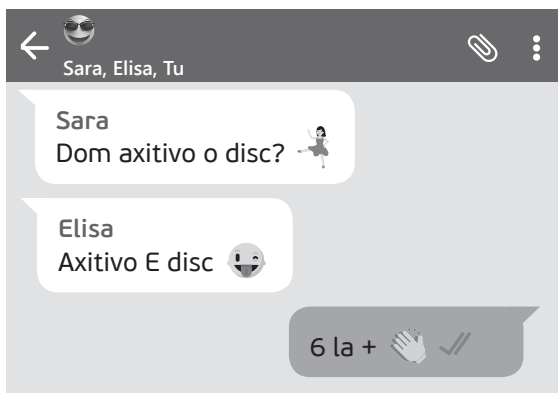 Sara, Elisa, Tu
Sara
Dom axitivo o disc?
Elisa
Axitivo E disc
6 la +